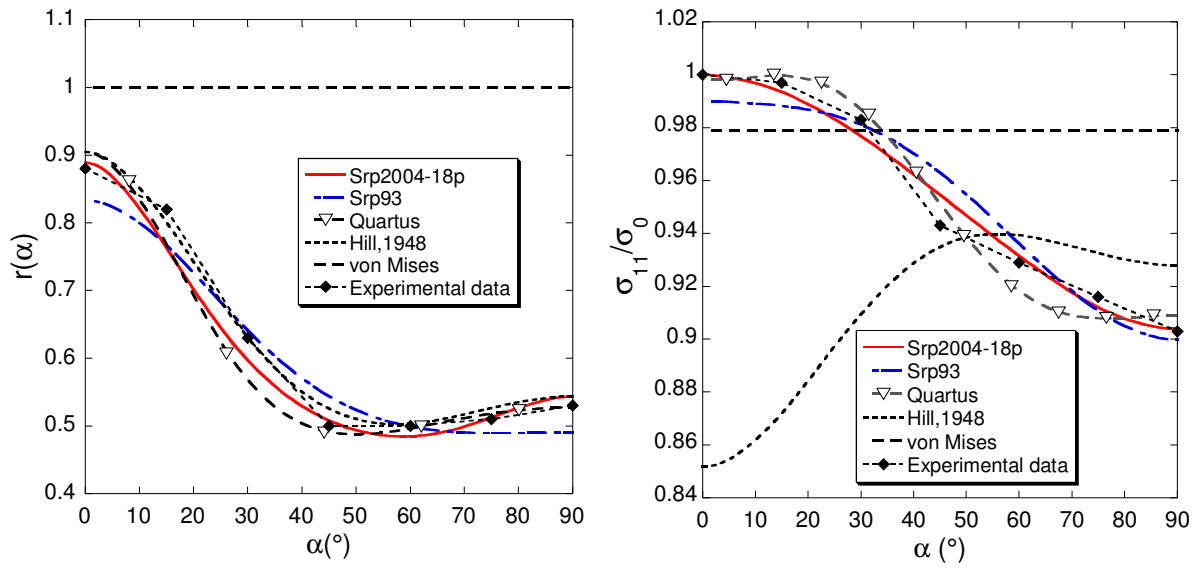 1.1
1
0.9
0.8
0.7
0.6
0.5
0.4
r(α)
0 10 20 30 40 50 60 70 80 90
α(°)
Srp2004-18p
Srp93
Quartus
Hill,1948
von Mises
Experimental data
1.02
1
0.98
0.96
0.94
0.92
0.9
0.88
0.86
0.84
σ11/σ0
0 10 20 30 40 50 60 70 80 90
α (°)
Srp2004-18p
Srp93
Quartus
Hill,1948
von Mises
Experimental data